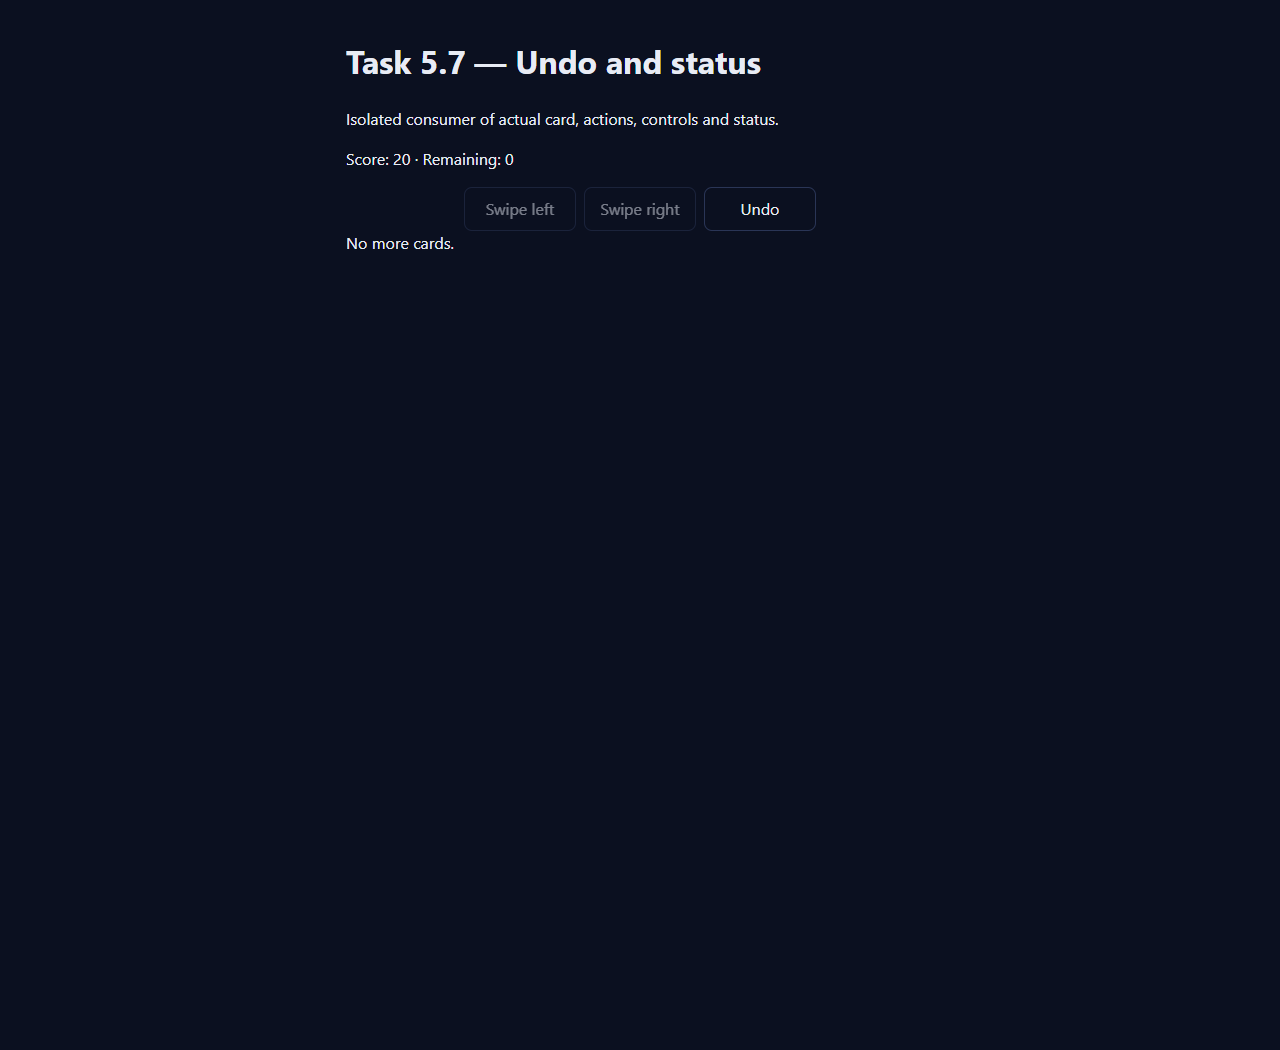 Task 5.7 — Undo and status
Isolated consumer of actual card, actions, controls and status.
Score: 20 · Remaining: 0
Swipe left Swipe right Undo
No more cards.